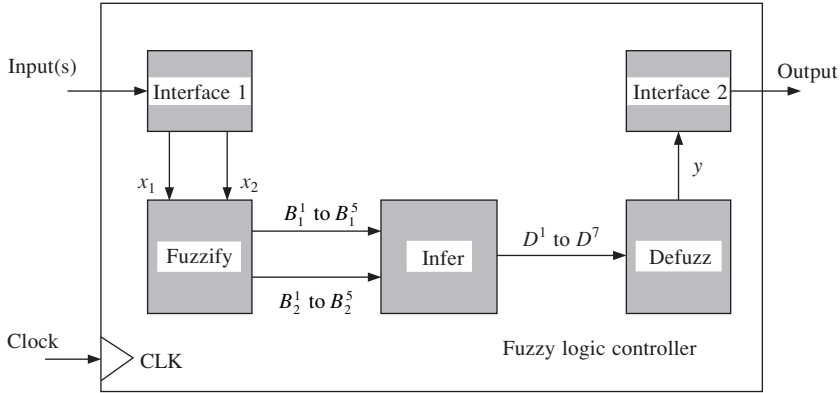 Input(s)
Interface 1
Interface 2
Output
x₁
x₂
y
B₁¹ to B₁⁵
Fuzzify
Infer
D¹ to D⁷
Defuzz
B₂¹ to B₂⁵
Clock
CLK
Fuzzy logic controller